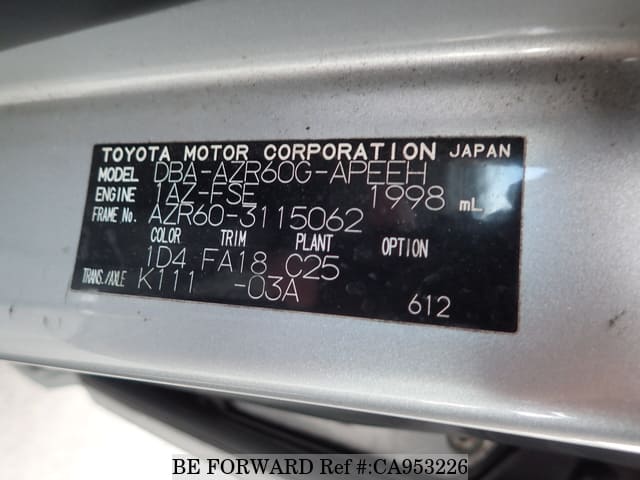 TOYOTA MOTOR CORPORATION JAPAN
MODEL DBA-AZR60G-APEEH
ENGINE 1AZ-FSE 1998 mL
FRAME No. AZR60-3115062
COLOR TRIM PLANT OPTION
1D4 FA18 C25
TRANS./AXLE K111 -03A
612
BE FORWARD Ref #:CA953226